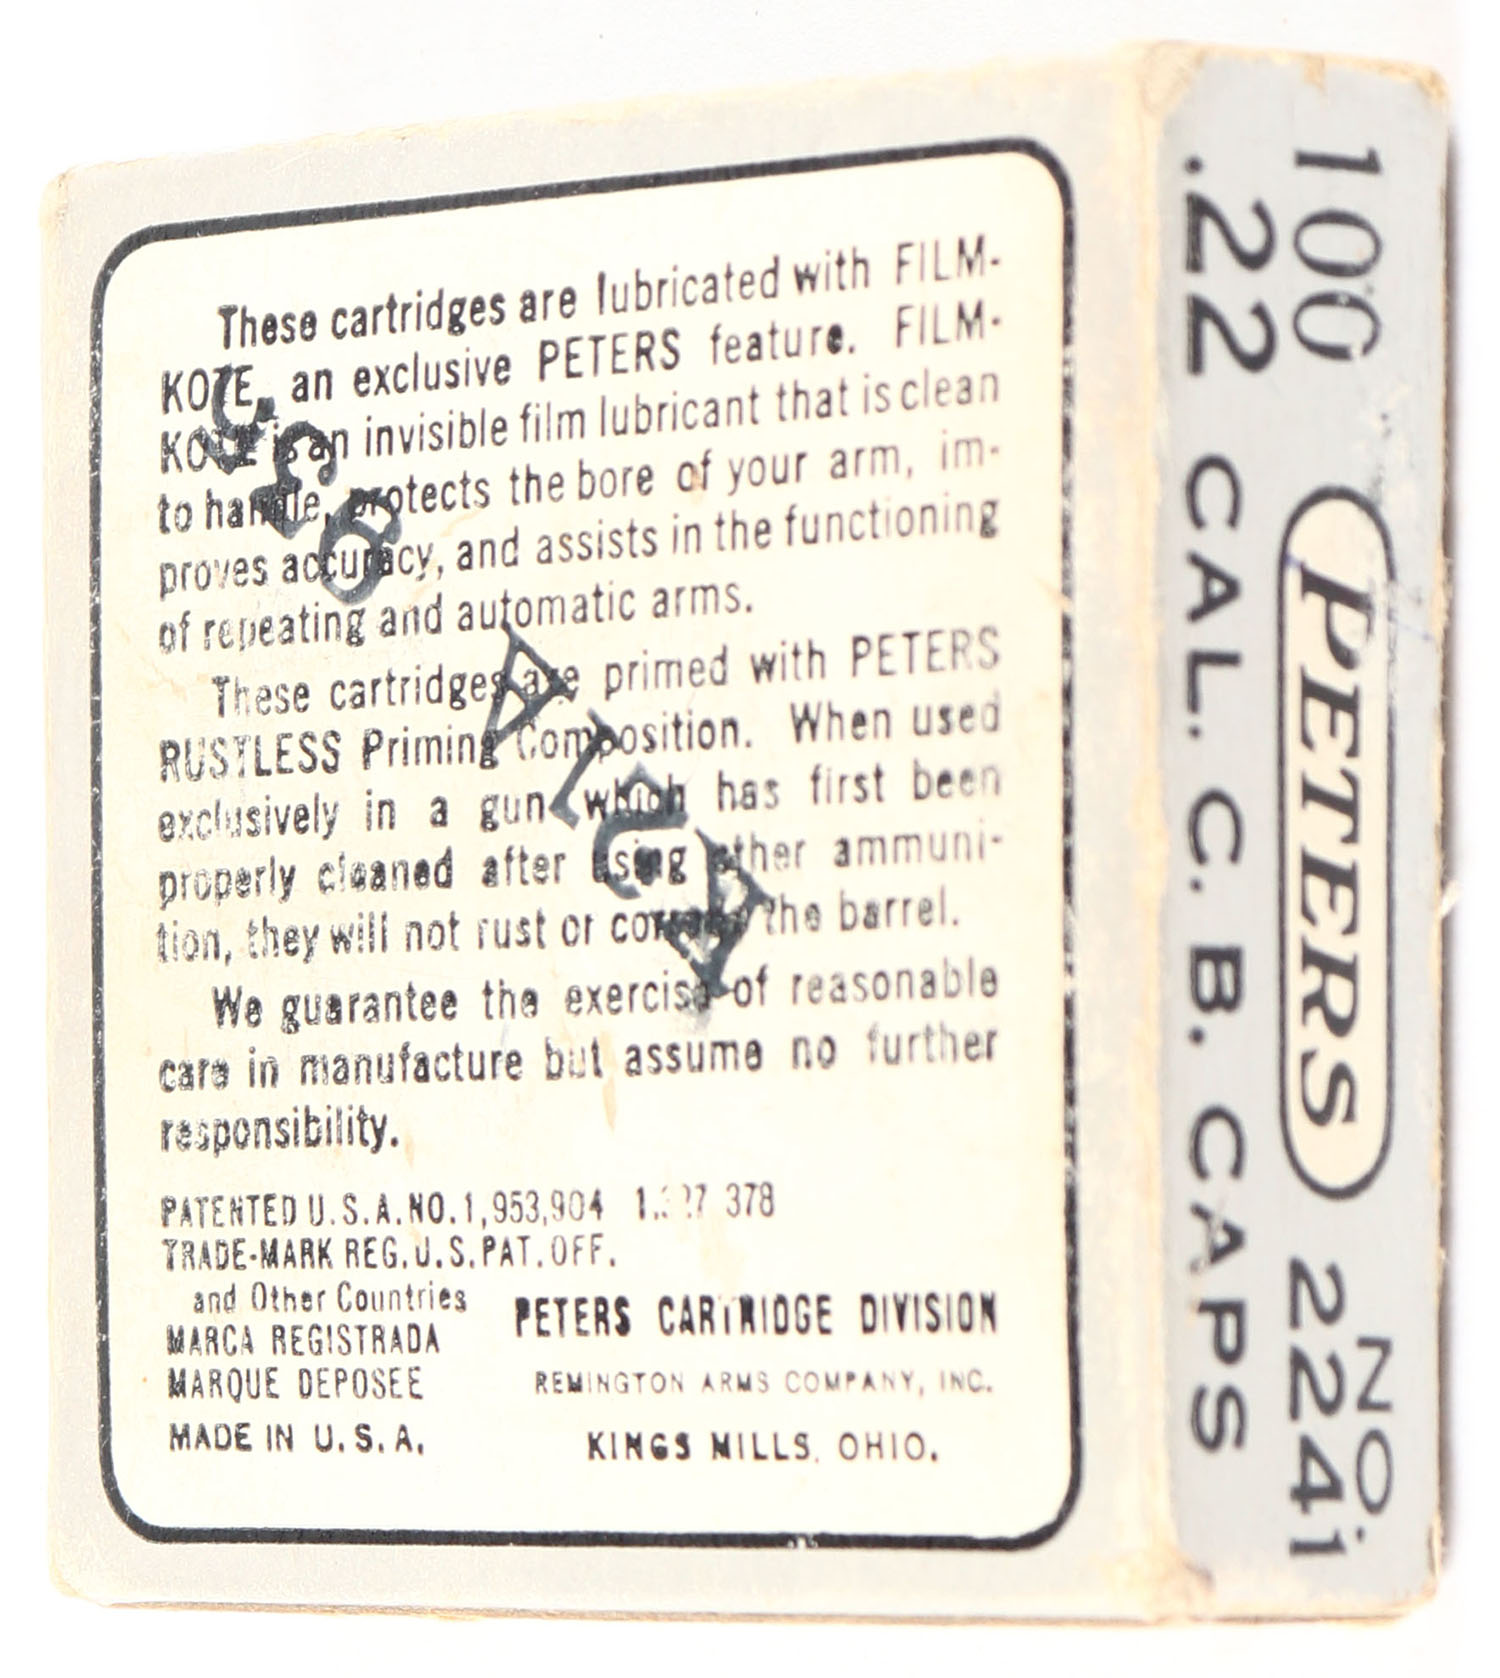 These cartridges are lubricated with FILM-
KOTE, an exclusive PETERS feature. FILM-
KOTE is an invisible film lubricant that is clean
to handle, protects the bore of your arm, im-
proves accuracy, and assists in the functioning
of repeating and automatic arms.
These cartridges are primed with PETERS
RUSTLESS Priming Composition. When used
exclusively in a gun which has first been
properly cleaned after using other ammuni-
tion, they will not rust or corrode the barrel.
We guarantee the exercise of reasonable
care in manufacture but assume no further
responsibility.
PATENTED U.S.A. NO. 1,953,904 378
TRADE-MARK REG. U.S. PAT. OFF.
and Other Countries
MARCA REGISTRADA
MARQUE DEPOSEE
MADE IN U.S.A.
PETERS CARTRIDGE DIVISION
REMINGTON ARMS COMPANY, INC.
KINGS MILLS, OHIO.
100 PETERS NO. 2241
.22 CAL. C. B. CAPS